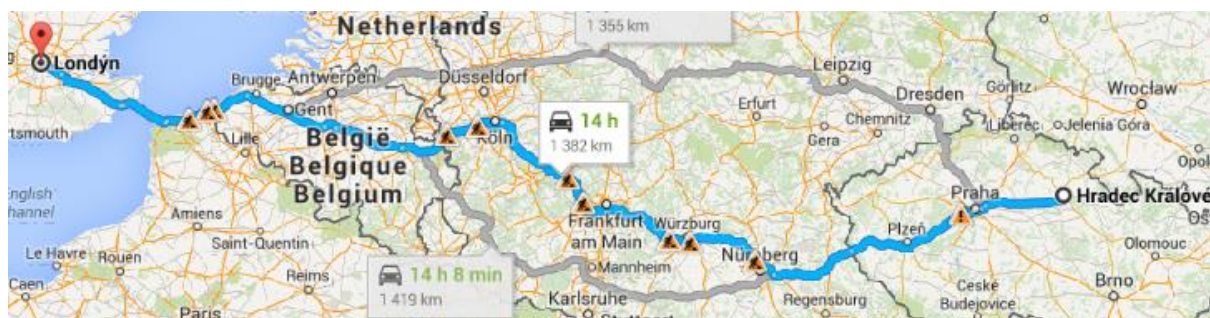 Netherlands
1 355 km
Londýn
Brugge
Antwerpen
Düsseldorf
Leipzig
Görlitz
Wrocław
Gent
Erfurt
Dresden
Chemnitz
Liberec
Jelenia Góra
Lille
België
Belgique
Belgium
Köln
14 h
1 382 km
Gera
English
Praha
Hradec Králové
Amiens
Frankfurt
am Main
Würzburg
Plzeň
Saint-Quentin
Le Havre
Rouen
Nürnberg
Olomouc
14 h 8 min
1 419 km
Mannheim
Caen
Reims
České
Budejovice
Brno
Karlsruhe
Regensburg
Paris